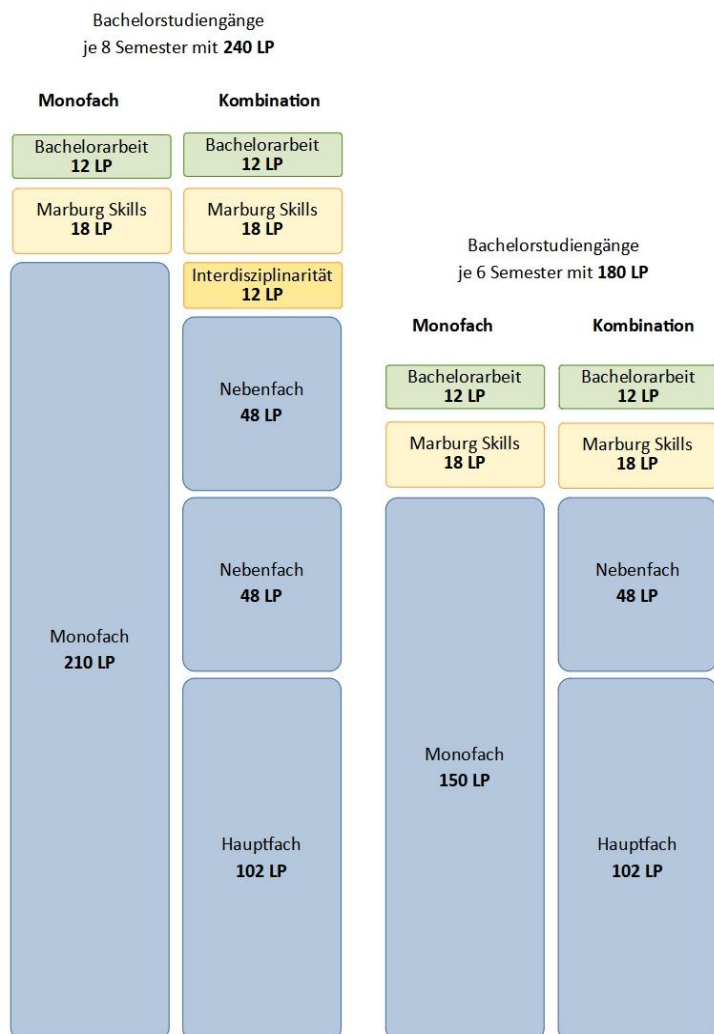 Bachelorstudiengänge
je 8 Semester mit 240 LP
Monofach
Bachelorarbeit
12 LP
Marburg Skills
18 LP
Monofach
210 LP
Kombination
Bachelorarbeit
12 LP
Marburg Skills
18 LP
Interdisziplinarität
12 LP
Nebenfach
48 LP
Nebenfach
48 LP
Hauptfach
102 LP
Bachelorstudiengänge
je 6 Semester mit 180 LP
Monofach
Bachelorarbeit
12 LP
Marburg Skills
18 LP
Monofach
150 LP
Kombination
Bachelorarbeit
12 LP
Marburg Skills
18 LP
Nebenfach
48 LP
Hauptfach
102 LP